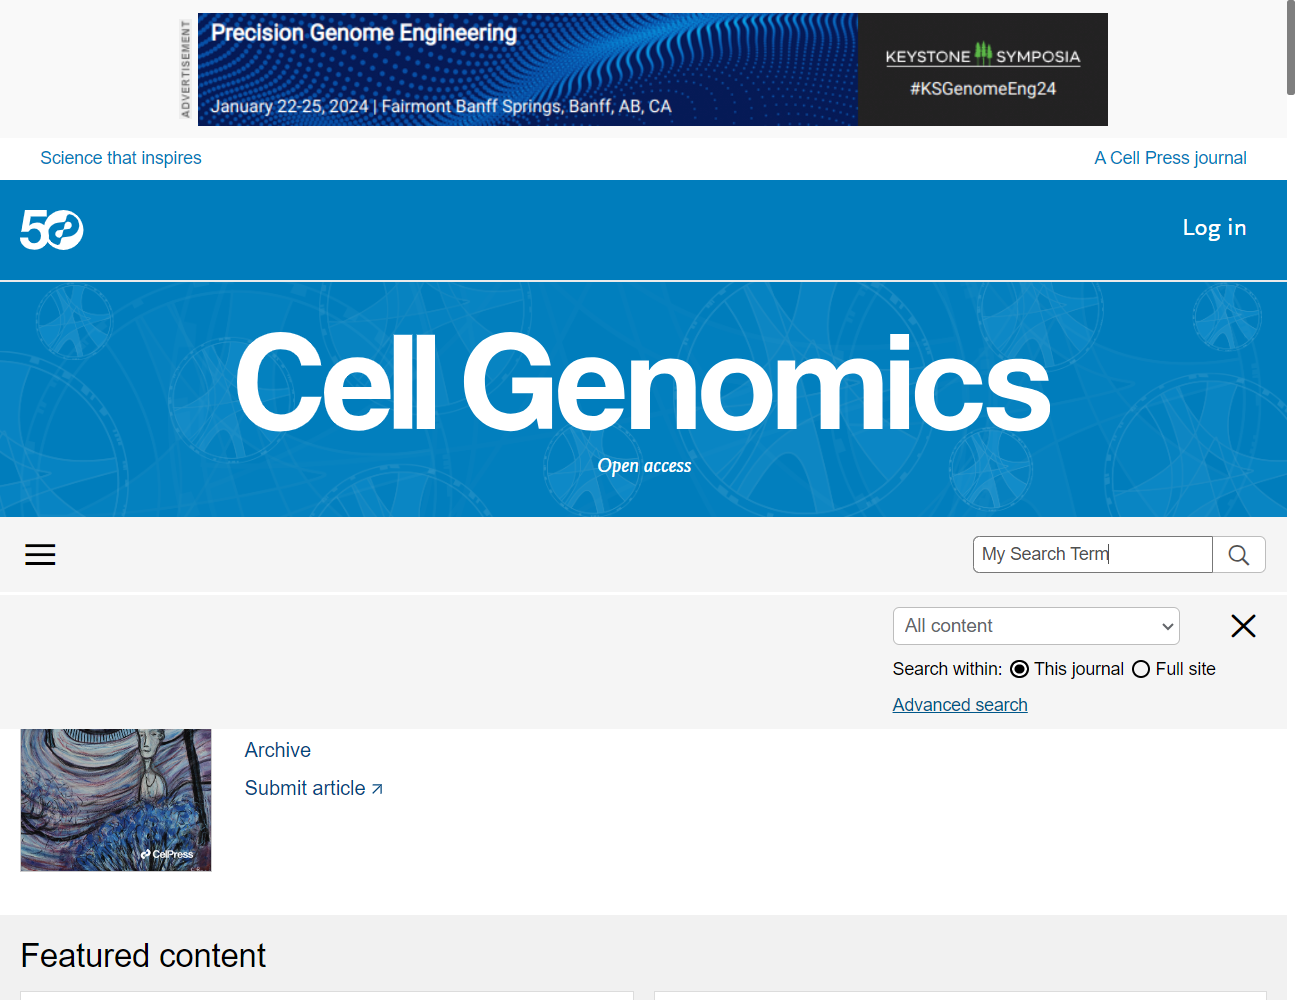 ADVERTISEMENT
Precision Genome Engineering
January 22-25, 2024 | Fairmont Banff Springs, Banff, AB, CA
KEYSTONE SYMPOSIA
#KSGenomeEng24
Science that inspires
A Cell Press journal
50
Log in
Cell Genomics
Open access
My Search Term
All content
Search within: This journal Full site
Advanced search
Archive
Submit article
CellPress
Featured content